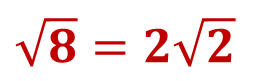 √8 = 2√2